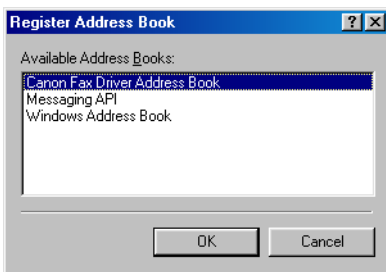 Register Address Book
Available Address Books:
Canon Fax Driver Address Book
Messaging API
Windows Address Book
OK Cancel